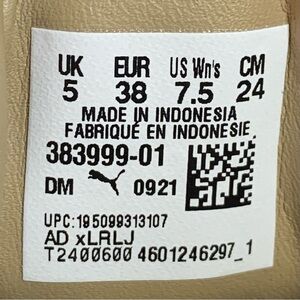 UK EUR US Wn's CM
5 38 7.5 24
MADE IN INDONESIA
FABRIQUÉ EN INDONESIE
383999-01
DM 0921
UPC:195099313107
AD xLRLJ
T2400600 4601246297_1